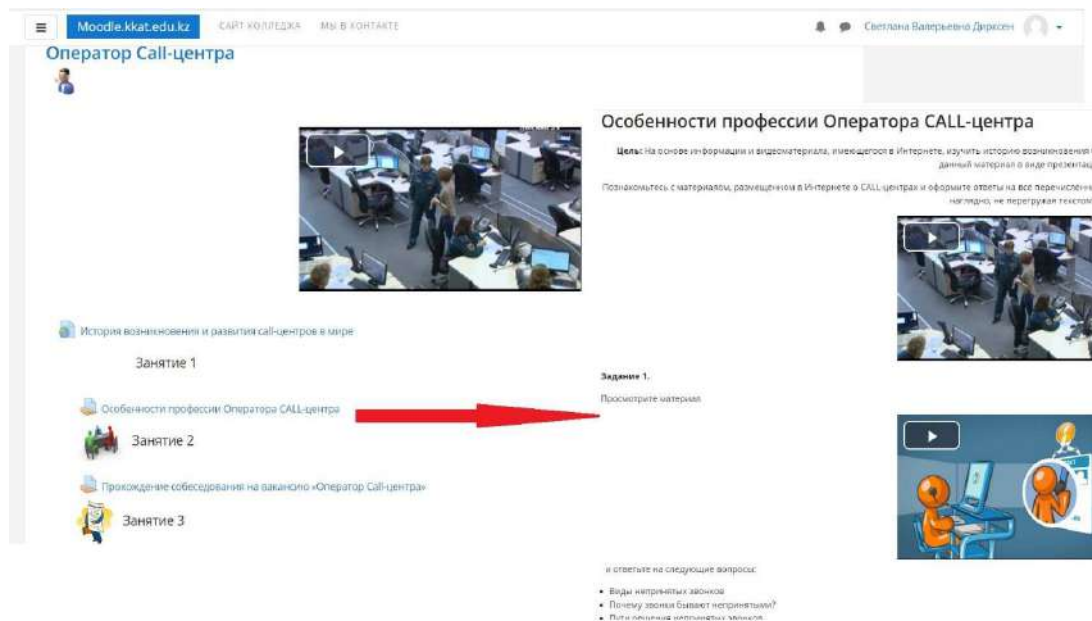 Moodle.kkat.edu.kz САЙТ КОЛЛЕДЖА МЫ В КОНТАКТЕ Светлана Валерьевна Дирксен
Оператор Call-центра
История возникновения и развития call-центров в мире
Занятие 1
Особенности профессии Оператора CALL-центра
Занятие 2
Прохождение собеседования на вакансию «Оператор Call-центра»
Занятие 3
Особенности профессии Оператора CALL-центра
Цель: На основе информации и видеоматериала, имеющегося в Интернете, изучить историю возникновения
данный материал в виде презентац
Познакомьтесь с материалом, размещенном в Интернете о CALL-центрах и оформите ответы на все перечисленн
наглядно, не перегружая текстом
Задание 1.
Просмотрите материал
и ответьте на следующие вопросы:
Виды непринятых звонков
Почему звонки бывают непринятыми?
Пути решения непринятых звонков